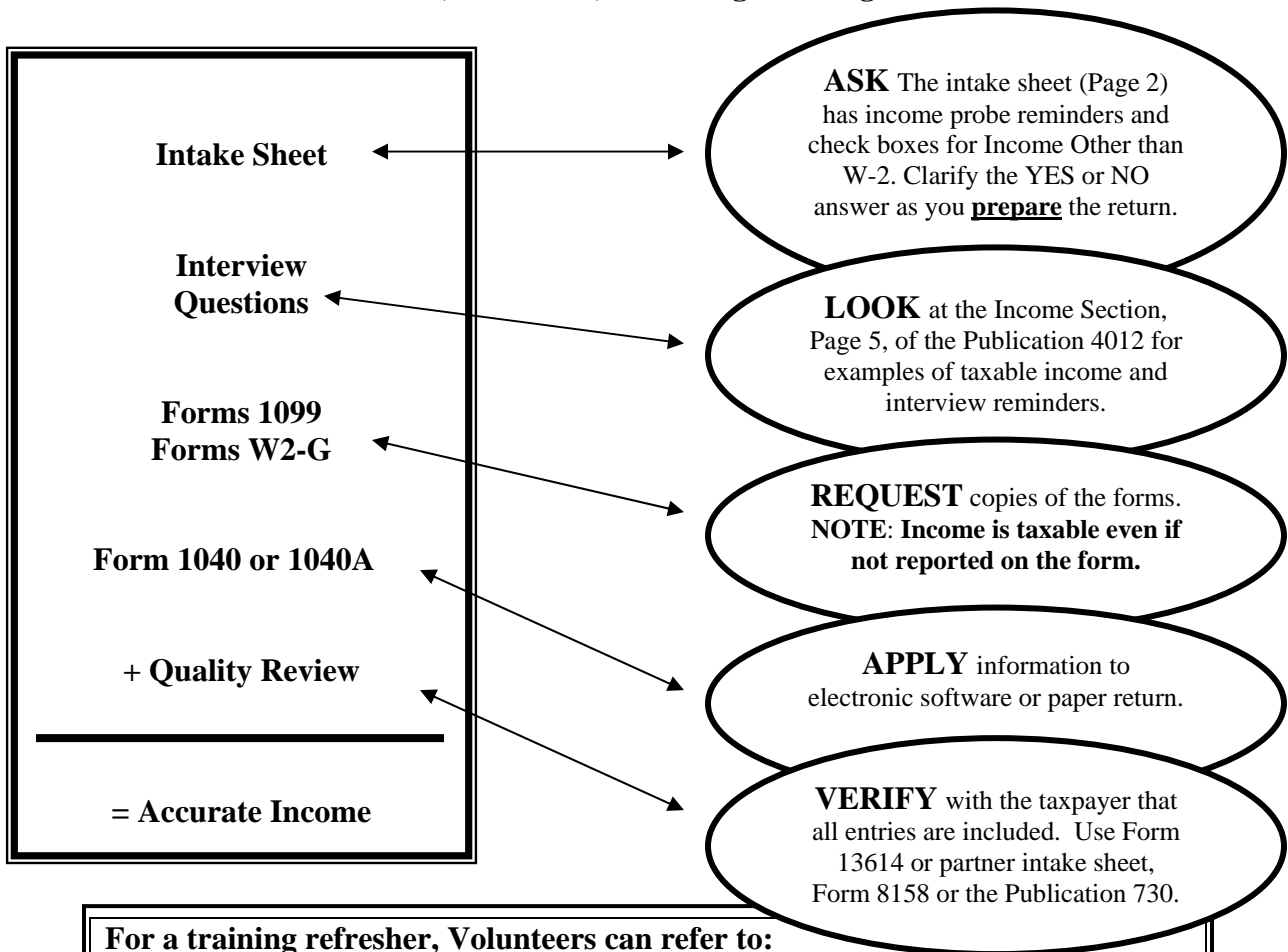 Intake Sheet
Interview
Questions
Forms 1099
Forms W2-G
Form 1040 or 1040A
+ Quality Review
= Accurate Income
ASK The intake sheet (Page 2)
has income probe reminders and
check boxes for Income Other than
W-2. Clarify the YES or NO
answer as you prepare the return.
LOOK at the Income Section,
Page 5, of the Publication 4012 for
examples of taxable income and
interview reminders.
REQUEST copies of the forms.
NOTE: Income is taxable even if
not reported on the form.
APPLY information to
electronic software or paper return.
VERIFY with the taxpayer that
all entries are included. Use Form
13614 or partner intake sheet,
Form 8158 or the Publication 730.
For a training refresher, Volunteers can refer to: